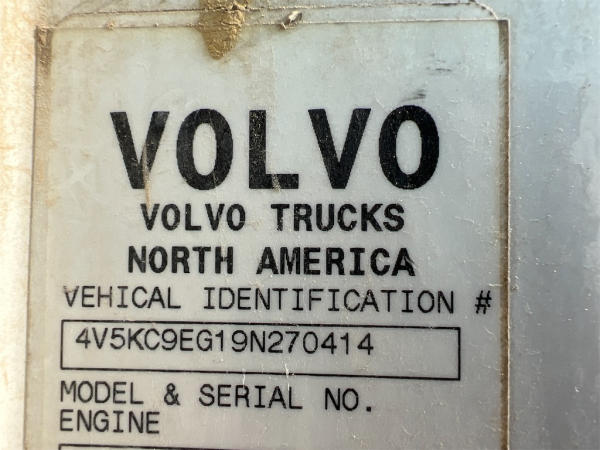 VOLVO
VOLVO TRUCKS
NORTH AMERICA
VEHICAL IDENTIFICATION #
4V5KC9EG19N270414
MODEL & SERIAL NO.
ENGINE